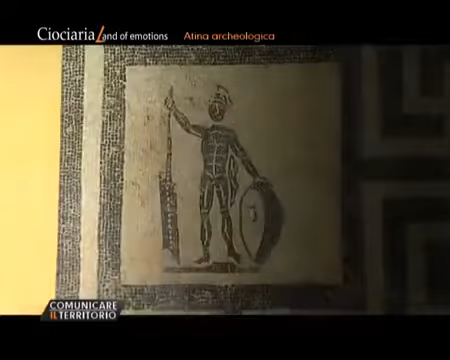 Ciociaria Land of emotions Atina archeologica
COMUNICARE
IL TERRITORIO